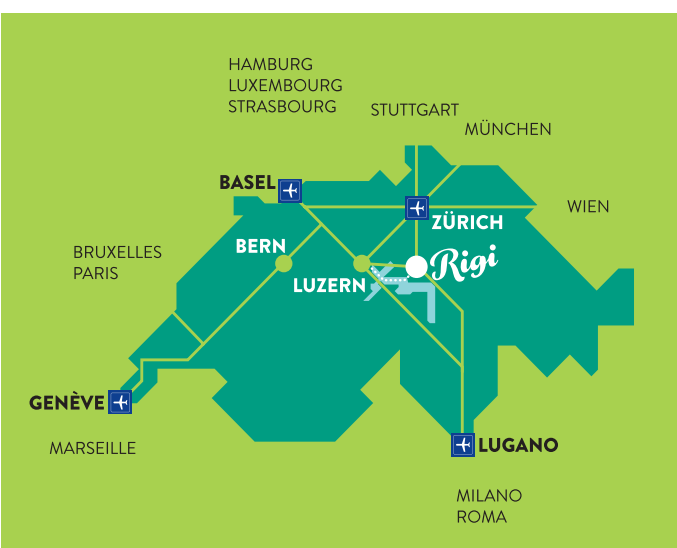 HAMBURG
LUXEMBOURG
STRASBOURG
STUTTGART
MÜNCHEN
BASEL
WIEN
ZÜRICH
BERN
BRUXELLES
PARIS
Rigi
LUZERN
GENÈVE
MARSEILLE
LUGANO
MILANO
ROMA